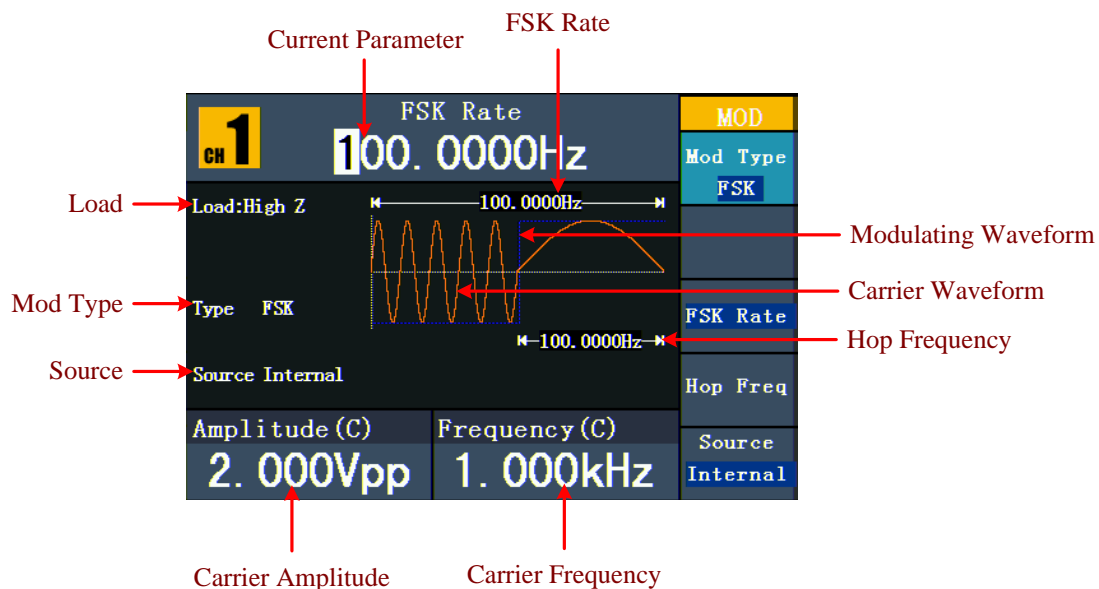 FSK Rate
Current Parameter
CH 1
FSK Rate
100.0000Hz
MOD
Mod Type
FSK
Load
Load:High Z
100.0000Hz
Modulating Waveform
Carrier Waveform
Mod Type
Type FSK
FSK Rate
100.0000Hz
Hop Frequency
Source
Source Internal
Hop Freq
Amplitude(C)
Frequency(C)
Source
2.000Vpp
1.000kHz
Internal
Carrier Amplitude
Carrier Frequency